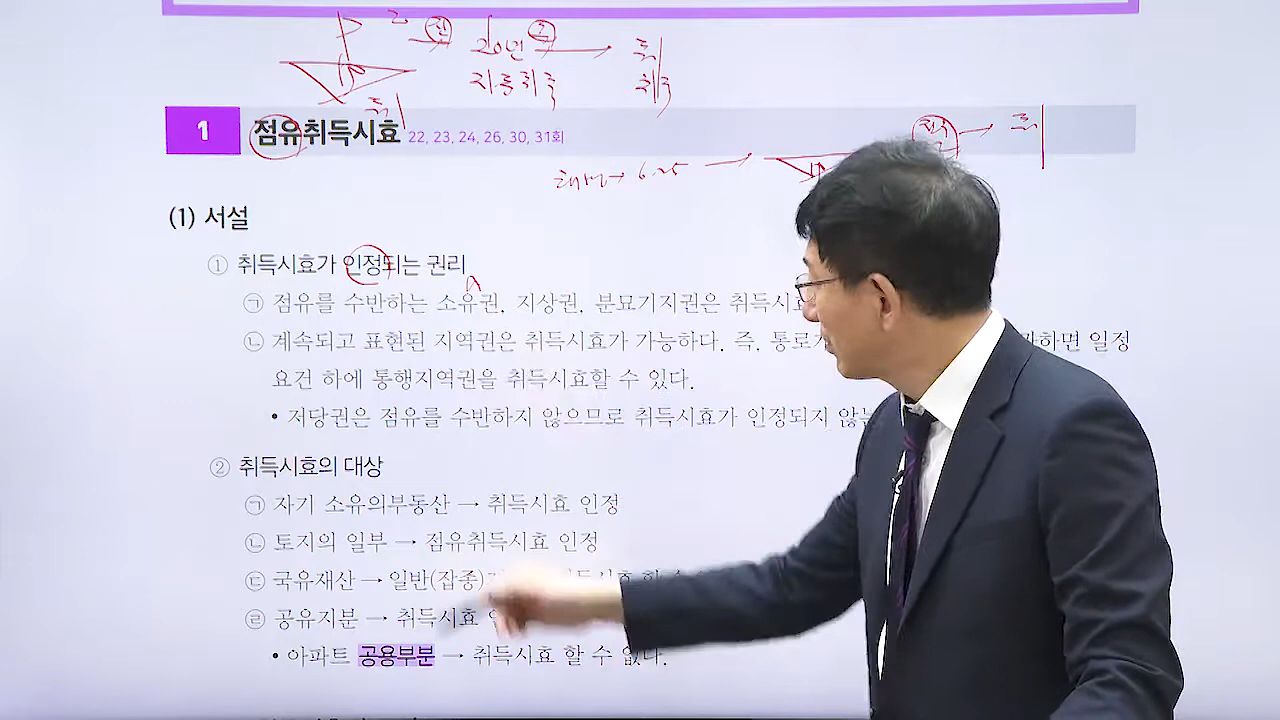 20년
1 점유취득시효 22, 23, 24, 26, 30, 31회
6.25
(1) 서설
① 취득시효가 인정되는 권리
㉠ 점유를 수반하는 소유권, 지상권, 분묘기지권은 취득시
㉡ 계속되고 표현된 지역권은 취득시효가 가능하다. 즉, 통로 하면 일정
요건 하에 통행지역권을 취득시효할 수 있다.
• 저당권은 점유를 수반하지 않으므로 취득시효가 인정되지 않
② 취득시효의 대상
㉠ 자기 소유의부동산 → 취득시효 인정
㉡ 토지의 일부 → 점유취득시효 인정
㉢ 국유재산 → 일반(잡종)
㉣ 공유지분 → 취득시효
• 아파트 공용부분 → 취득시효 할 수 없다.